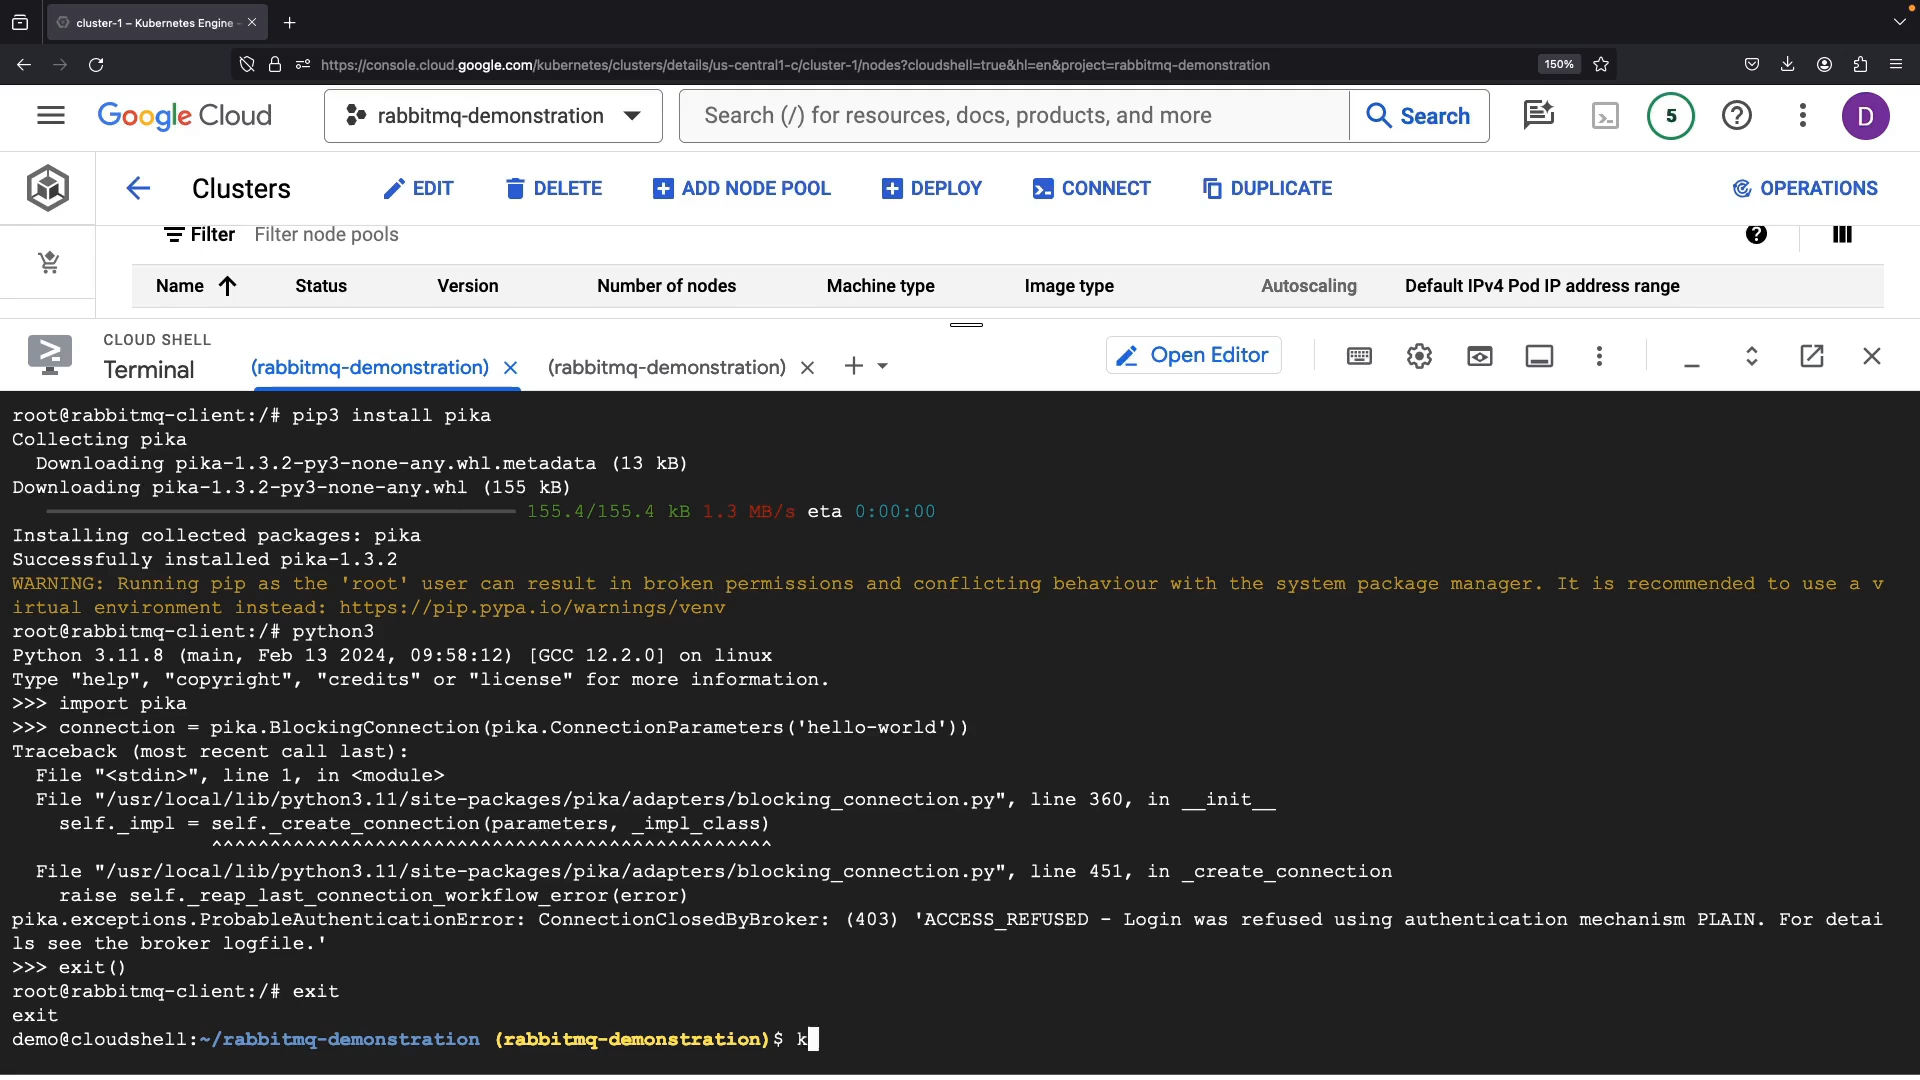 cluster-1 – Kubernetes Engine
https://console.cloud.google.com/kubernetes/clusters/details/us-central1-c/cluster-1/nodes?cloudshell=true&hl=en&project=rabbitmq-demonstration
150%
Google Cloud
rabbitmq-demonstration
Search (/) for resources, docs, products, and more
Search
5
D
Clusters
EDIT
DELETE
ADD NODE POOL
DEPLOY
CONNECT
DUPLICATE
OPERATIONS
Filter Filter node pools
Name Status Version Number of nodes Machine type Image type Autoscaling Default IPv4 Pod IP address range
CLOUD SHELL
Terminal
(rabbitmq-demonstration)
(rabbitmq-demonstration)
Open Editor
root@rabbitmq-client:/# pip3 install pika
Collecting pika
  Downloading pika-1.3.2-py3-none-any.whl.metadata (13 kB)
Downloading pika-1.3.2-py3-none-any.whl (155 kB)
155.4/155.4 kB 1.3 MB/s eta 0:00:00
Installing collected packages: pika
Successfully installed pika-1.3.2
WARNING: Running pip as the 'root' user can result in broken permissions and conflicting behaviour with the system package manager. It is recommended to use a v
irtual environment instead: https://pip.pypa.io/warnings/venv
root@rabbitmq-client:/# python3
Python 3.11.8 (main, Feb 13 2024, 09:58:12) [GCC 12.2.0] on linux
Type "help", "copyright", "credits" or "license" for more information.
>>> import pika
>>> connection = pika.BlockingConnection(pika.ConnectionParameters('hello-world'))
Traceback (most recent call last):
  File "<stdin>", line 1, in <module>
  File "/usr/local/lib/python3.11/site-packages/pika/adapters/blocking_connection.py", line 360, in __init__
    self._impl = self._create_connection(parameters, _impl_class)
                 ^^^^^^^^^^^^^^^^^^^^^^^^^^^^^^^^^^^^^^^^^^^^^^^^
  File "/usr/local/lib/python3.11/site-packages/pika/adapters/blocking_connection.py", line 451, in _create_connection
    raise self._reap_last_connection_workflow_error(error)
pika.exceptions.ProbableAuthenticationError: ConnectionClosedByBroker: (403) 'ACCESS_REFUSED - Login was refused using authentication mechanism PLAIN. For detai
ls see the broker logfile.'
>>> exit()
root@rabbitmq-client:/# exit
exit
demo@cloudshell:~/rabbitmq-demonstration (rabbitmq-demonstration)$ k